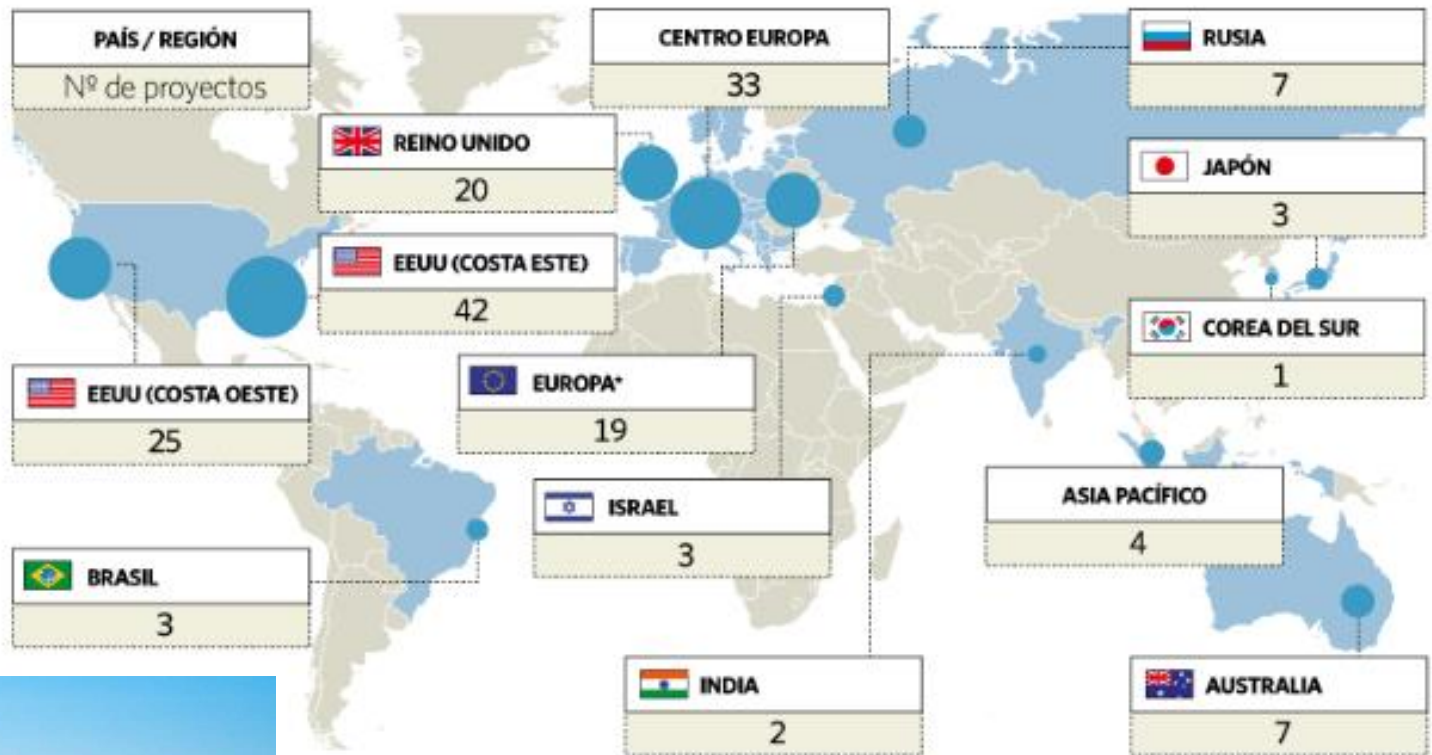 PAÍS / REGIÓN
Nº de proyectos
CENTRO EUROPA
33
RUSIA
7
REINO UNIDO
20
JAPÓN
3
EEUU (COSTA ESTE)
42
COREA DEL SUR
1
EEUU (COSTA OESTE)
25
EUROPA*
19
ASIA PACÍFICO
4
ISRAEL
3
BRASIL
3
INDIA
2
AUSTRALIA
7